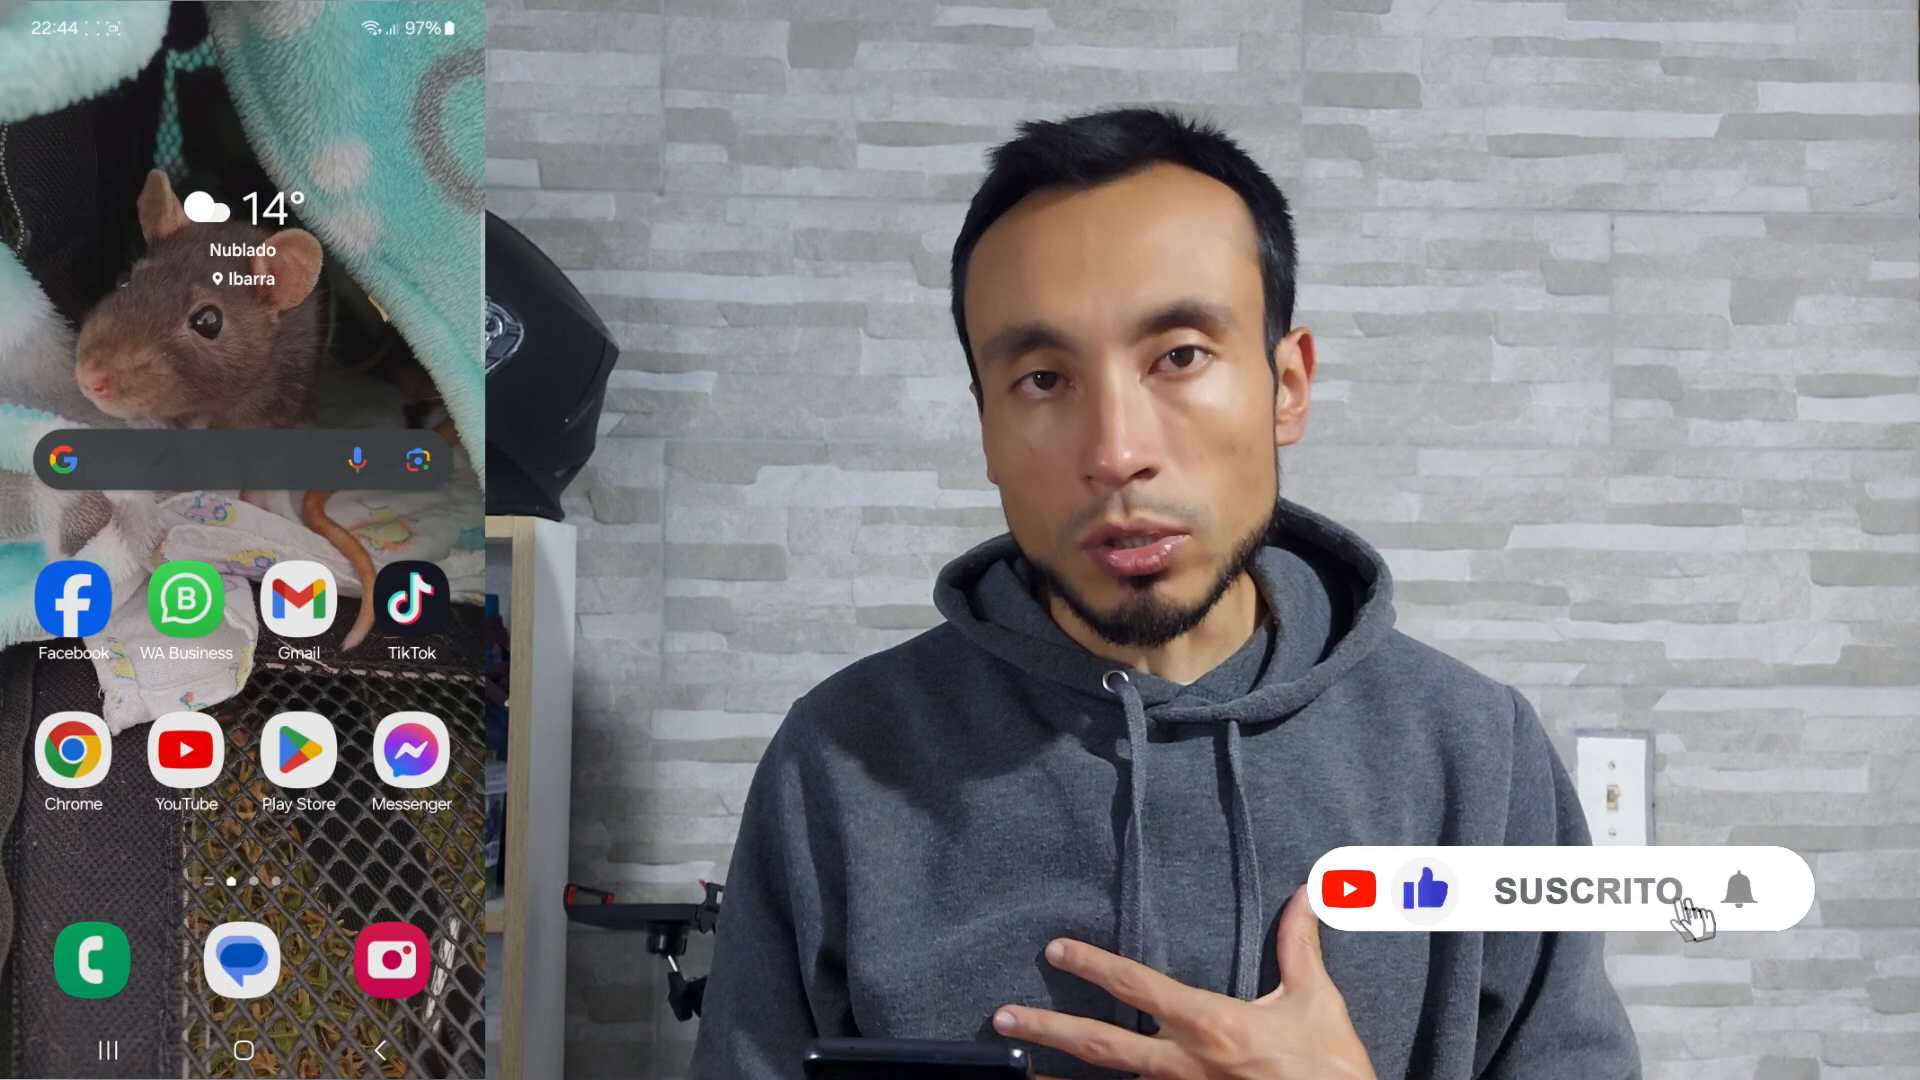 22:44
97%
14°
Nublado
Ibarra
Facebook
WA Business
Gmail
TikTok
Chrome
YouTube
Play Store
Messenger
SUSCRITO